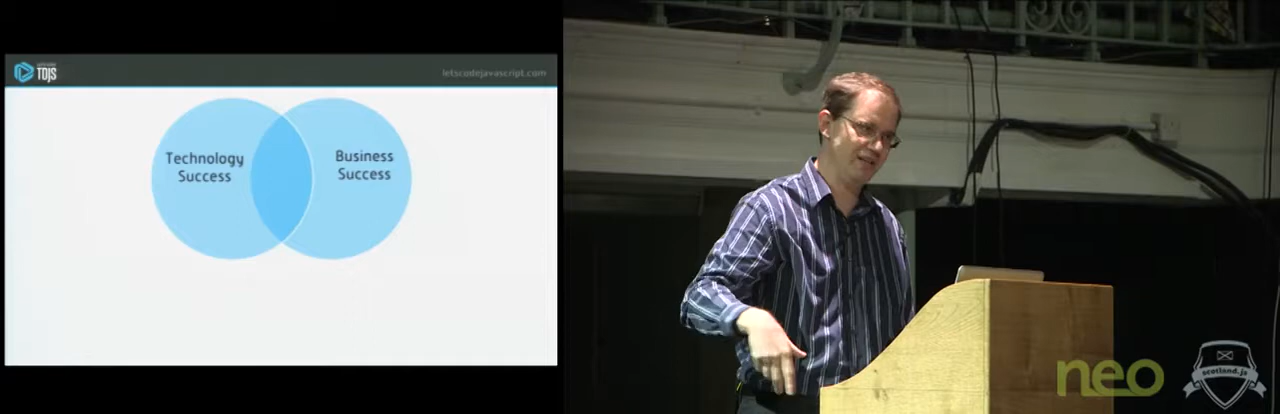 TDJS
letscodejavascript.com
Technology
Success
Business
Success
neo
scotland.js